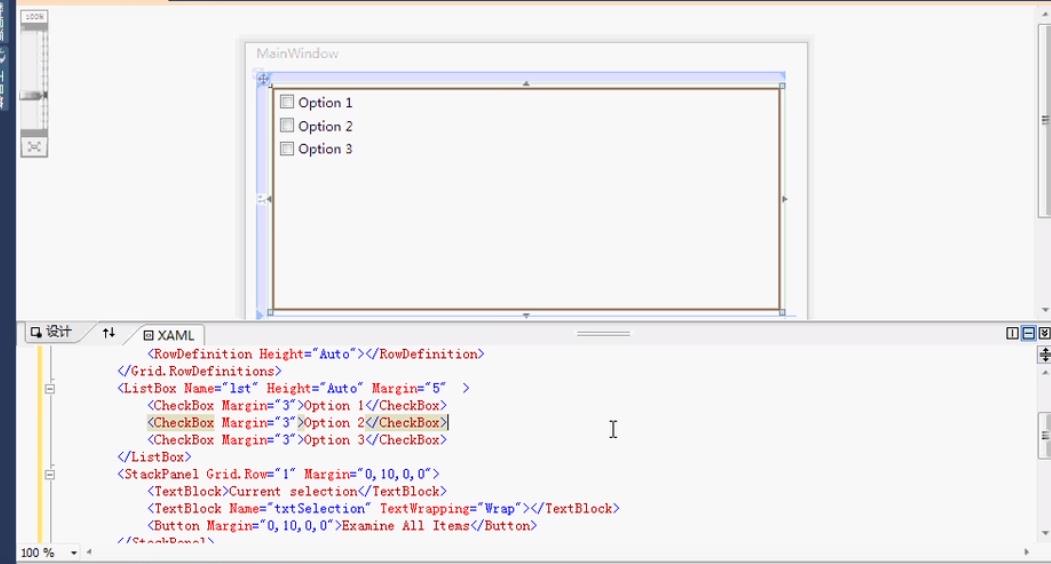 100%
MainWindow
Option 1
Option 2
Option 3
设计
XAML
<RowDefinition Height="Auto"></RowDefinition>
</Grid.RowDefinitions>
<ListBox Name="lst" Height="Auto" Margin="5"  >
<CheckBox Margin="3">Option 1</CheckBox>
<CheckBox Margin="3">Option 2</CheckBox>
<CheckBox Margin="3">Option 3</CheckBox>
</ListBox>
<StackPanel Grid.Row="1" Margin="0,10,0,0">
<TextBlock>Current selection</TextBlock>
<TextBlock Name="txtSelection" TextWrapping="Wrap"></TextBlock>
<Button Margin="0,10,0,0">Examine All Items</Button>
</StackPanel>
100 %